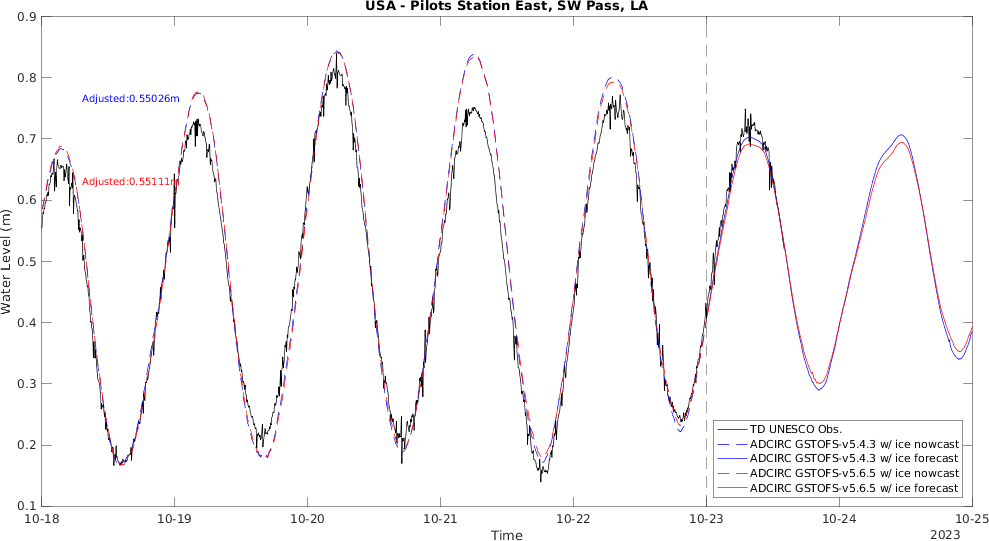 USA - Pilots Station East, SW Pass, LA
0.9
0.8
0.7
0.6
0.5
0.4
0.3
0.2
0.1
Water Level (m)
Adjusted:0.55026m
Adjusted:0.55111m
TD UNESCO Obs.
ADCIRC GSTOFS-v5.4.3 w/ ice nowcast
ADCIRC GSTOFS-v5.4.3 w/ ice forecast
ADCIRC GSTOFS-v5.6.5 w/ ice nowcast
ADCIRC GSTOFS-v5.6.5 w/ ice forecast
10-18 10-19 10-20 10-21 10-22 10-23 10-24 10-25
Time
2023